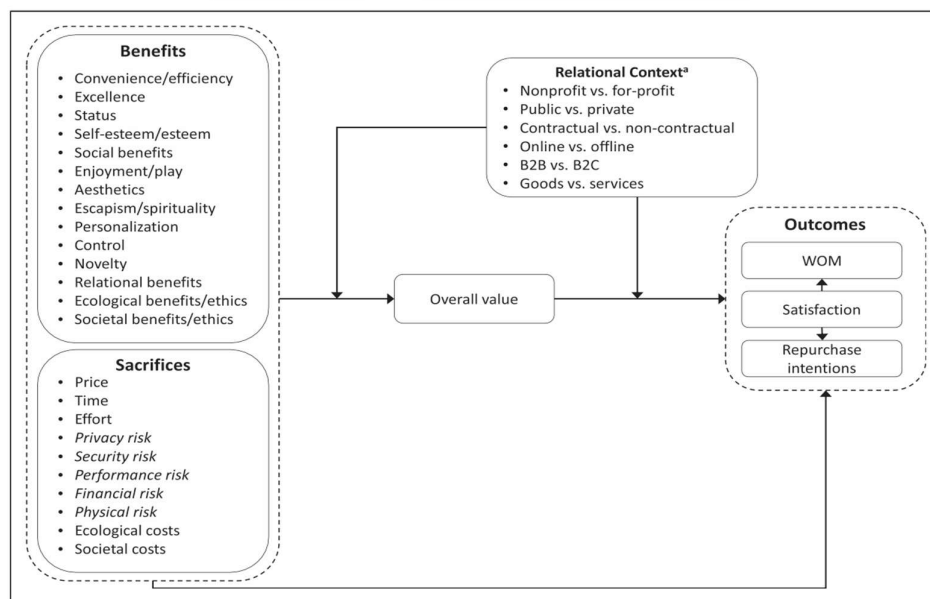 Benefits
• Convenience/efficiency
• Excellence
• Status
• Self-esteem/esteem
• Social benefits
• Enjoyment/play
• Aesthetics
• Escapism/spirituality
• Personalization
• Control
• Novelty
• Relational benefits
• Ecological benefits/ethics
• Societal benefits/ethics
Sacrifices
• Price
• Time
• Effort
• Privacy risk
• Security risk
• Performance risk
• Financial risk
• Physical risk
• Ecological costs
• Societal costs
Relational Contextᵃ
• Nonprofit vs. for-profit
• Public vs. private
• Contractual vs. non-contractual
• Online vs. offline
• B2B vs. B2C
• Goods vs. services
Overall value
Outcomes
WOM
Satisfaction
Repurchase
intentions